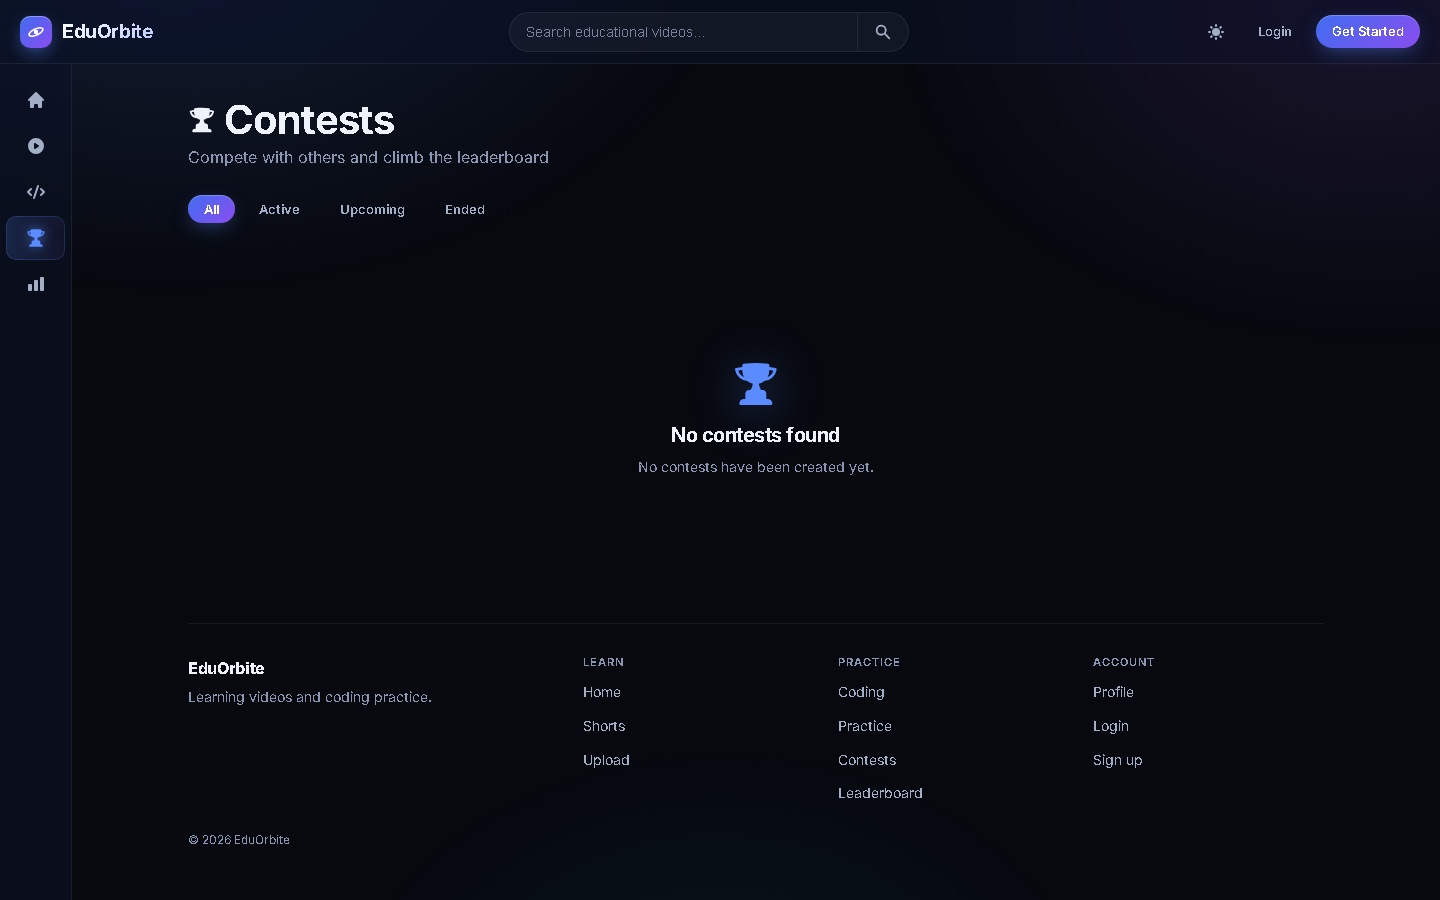 EduOrbite
Search educational videos...
Login
Get Started
Contests
Compete with others and climb the leaderboard
All
Active
Upcoming
Ended
No contests found
No contests have been created yet.
EduOrbite
Learning videos and coding practice.
LEARN
Home
Shorts
Upload
PRACTICE
Coding
Practice
Contests
Leaderboard
ACCOUNT
Profile
Login
Sign up
© 2026 EduOrbite